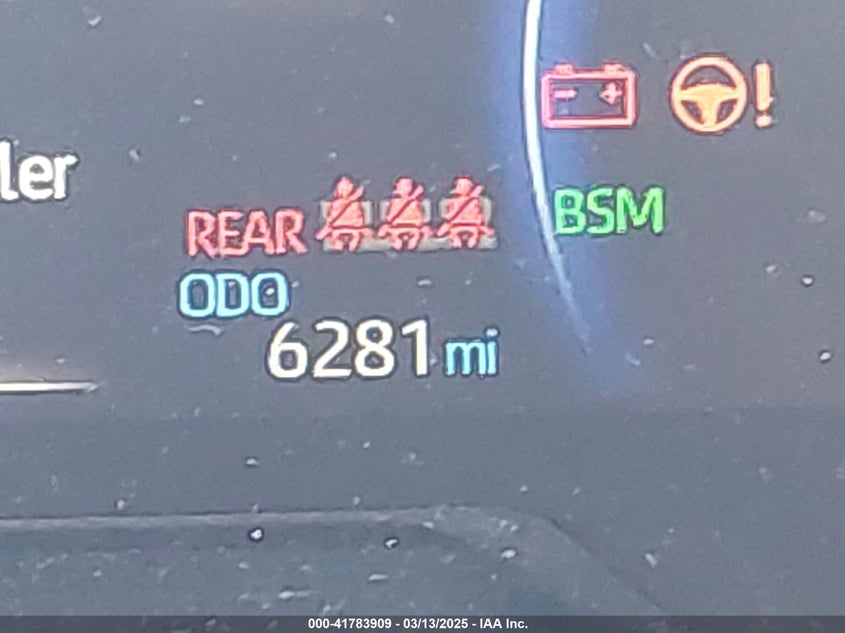 ler
BSM
REAR
ODO
6281 mi
000-41783909 - 03/13/2025 - IAA Inc.